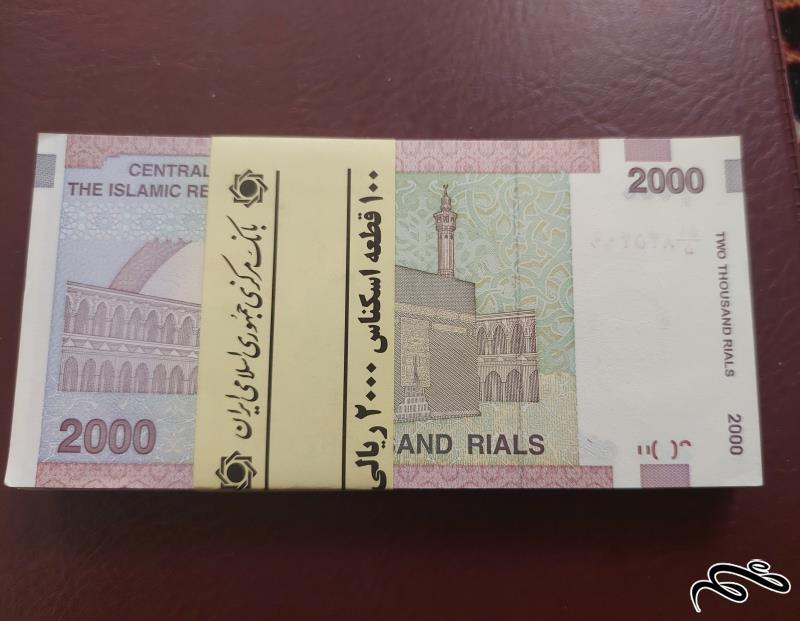 CENTRAL
THE ISLAMIC RE
2000
بانک مرکزی جمهوری اسلامی ایران
۱۰۰ قطعه اسکناس ۲۰۰۰ ریالی
2000
TWO THOUSAND RIALS
2000
SAND RIALS